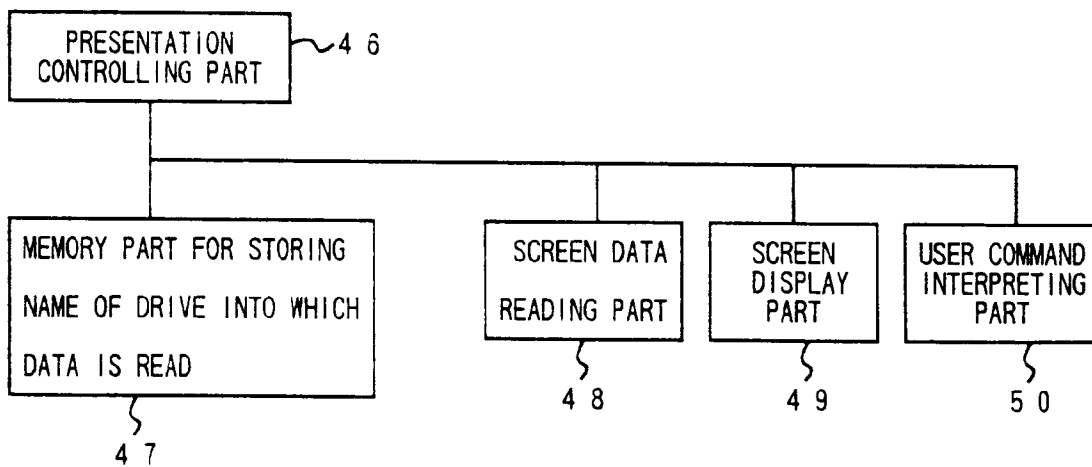 PRESENTATION
CONTROLLING PART
46
MEMORY PART FOR STORING
NAME OF DRIVE INTO WHICH
DATA IS READ
47
SCREEN DATA
READING PART
48
SCREEN
DISPLAY
PART
49
USER COMMAND
INTERPRETING
PART
50